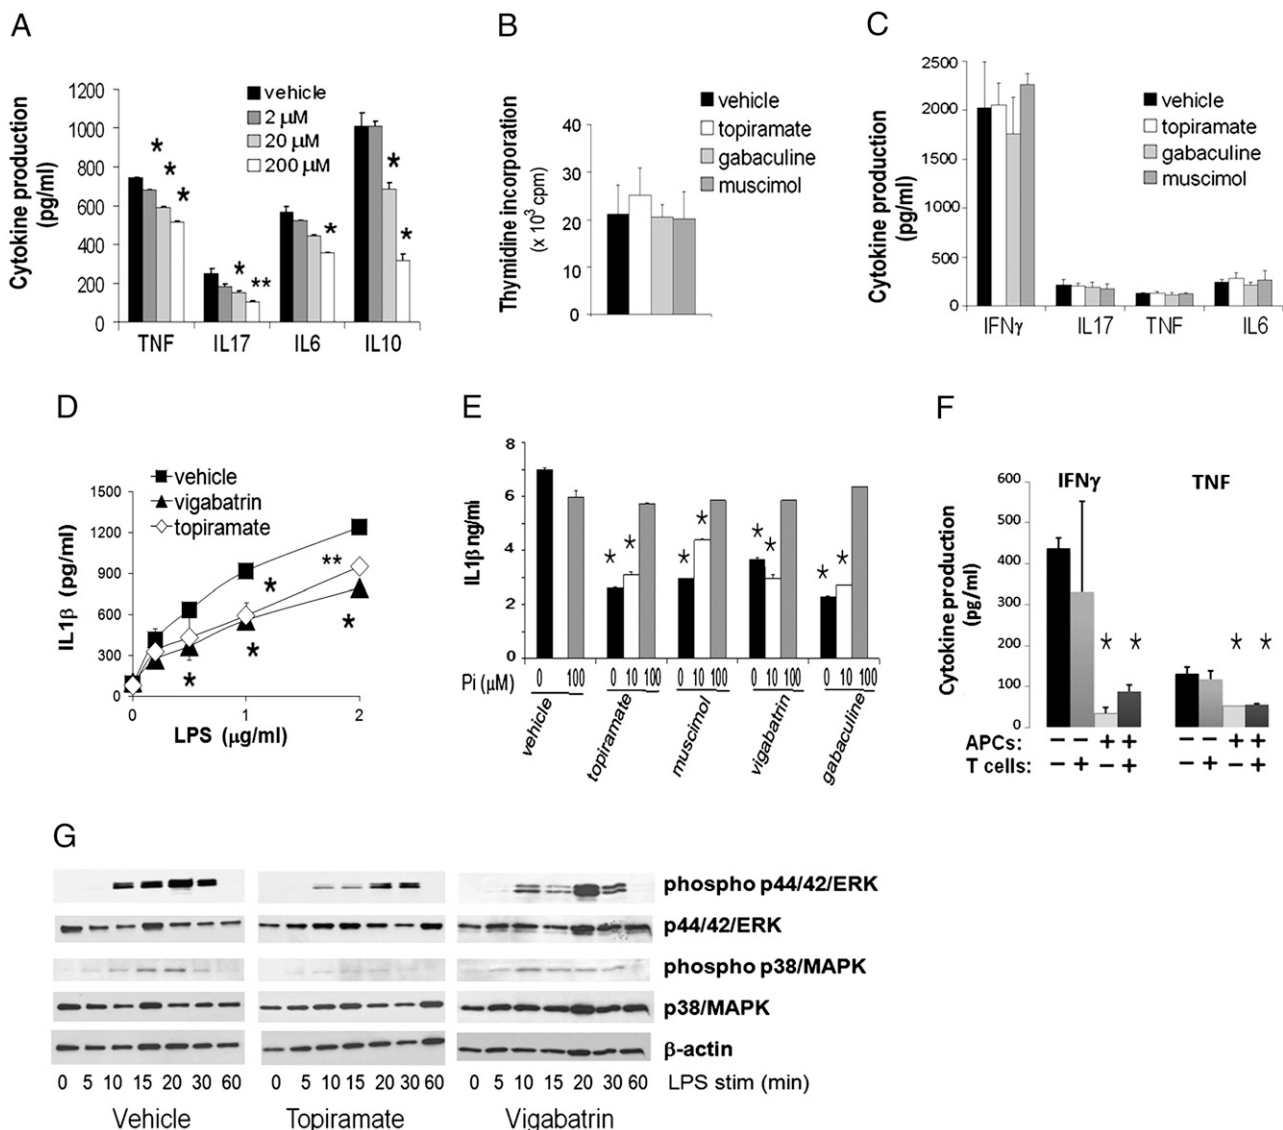 A
Cytokine production
(pg/ml)
1200
1000
800
600
400
200
0
vehicle
2 μM
20 μM
200 μM
* * * * ** * * *
TNF IL17 IL6 IL10
B
Thymidine incorporation
(x 10³ cpm)
40
30
20
10
0
vehicle
topiramate
gabaculine
muscimol
C
Cytokine production
(pg/ml)
2500
2000
1500
1000
500
0
vehicle
topiramate
gabaculine
muscimol
IFNγ IL17 TNF IL6
D
IL1β (pg/ml)
1500
1200
900
600
300
0
vehicle
vigabatrin
topiramate
** * * * *
0 1 2
LPS (μg/ml)
E
IL1β ng/ml
8
6
4
2
0
* * * * * * * *
Pi (μM) 0 100 0 10 100 0 10 100 0 10 100 0 10 100
vehicle topiramate muscimol vigabatrin gabaculine
F
Cytokine production
(pg/ml)
600
500
400
300
200
100
0
IFNγ TNF
* * * *
APCs: − − + + − − + +
T cells: − + − + − + − +
G
phospho p44/42/ERK
p44/42/ERK
phospho p38/MAPK
p38/MAPK
β-actin
0 5 10 15 20 30 60 0 5 10 15 20 30 60 0 5 10 15 20 30 60 LPS stim (min)
Vehicle Topiramate Vigabatrin